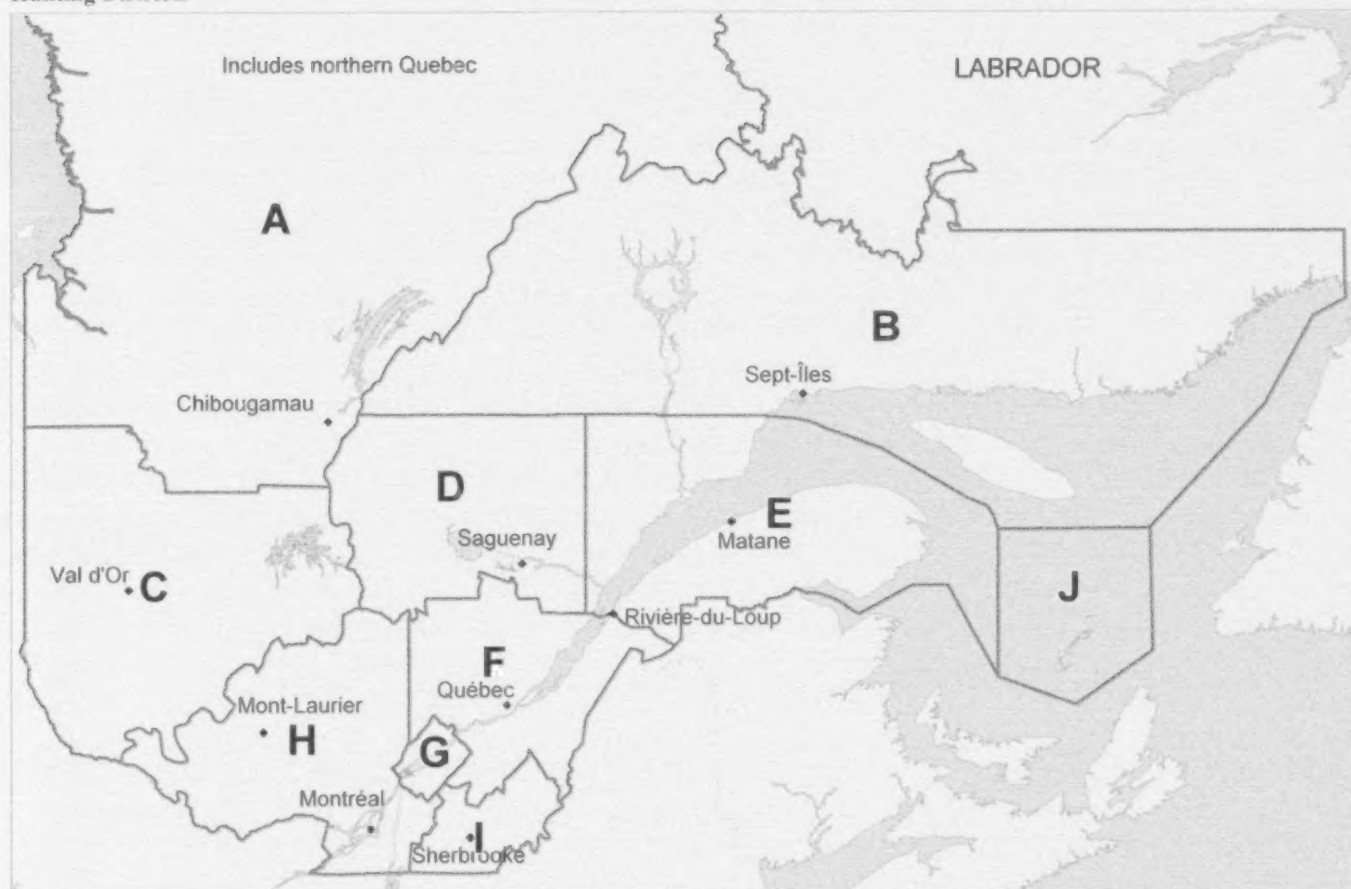 Includes northern Quebec
LABRADOR
A
B
Sept-Îles
Chibougamau
D
E
Matane
Saguenay
Val d'Or
C
J
Rivière-du-Loup
F
Québec
Mont-Laurier
H
G
Montréal
I
Sherbrooke